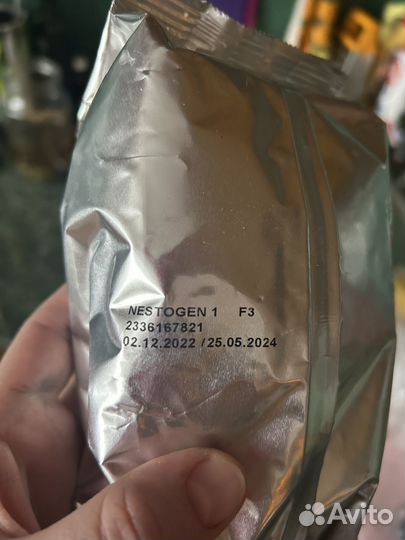 NESTOGEN 1 F3
2336167821
02.12.2022 / 25.05.2024
Avito